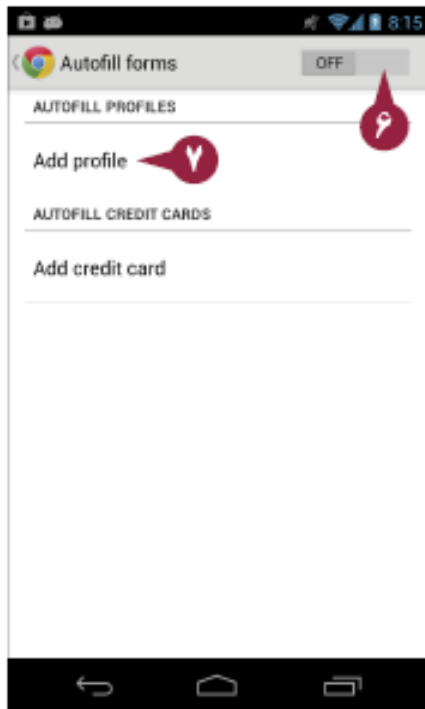 8:15
Autofill forms OFF
۶
AUTOFILL PROFILES
Add profile ۷
AUTOFILL CREDIT CARDS
Add credit card